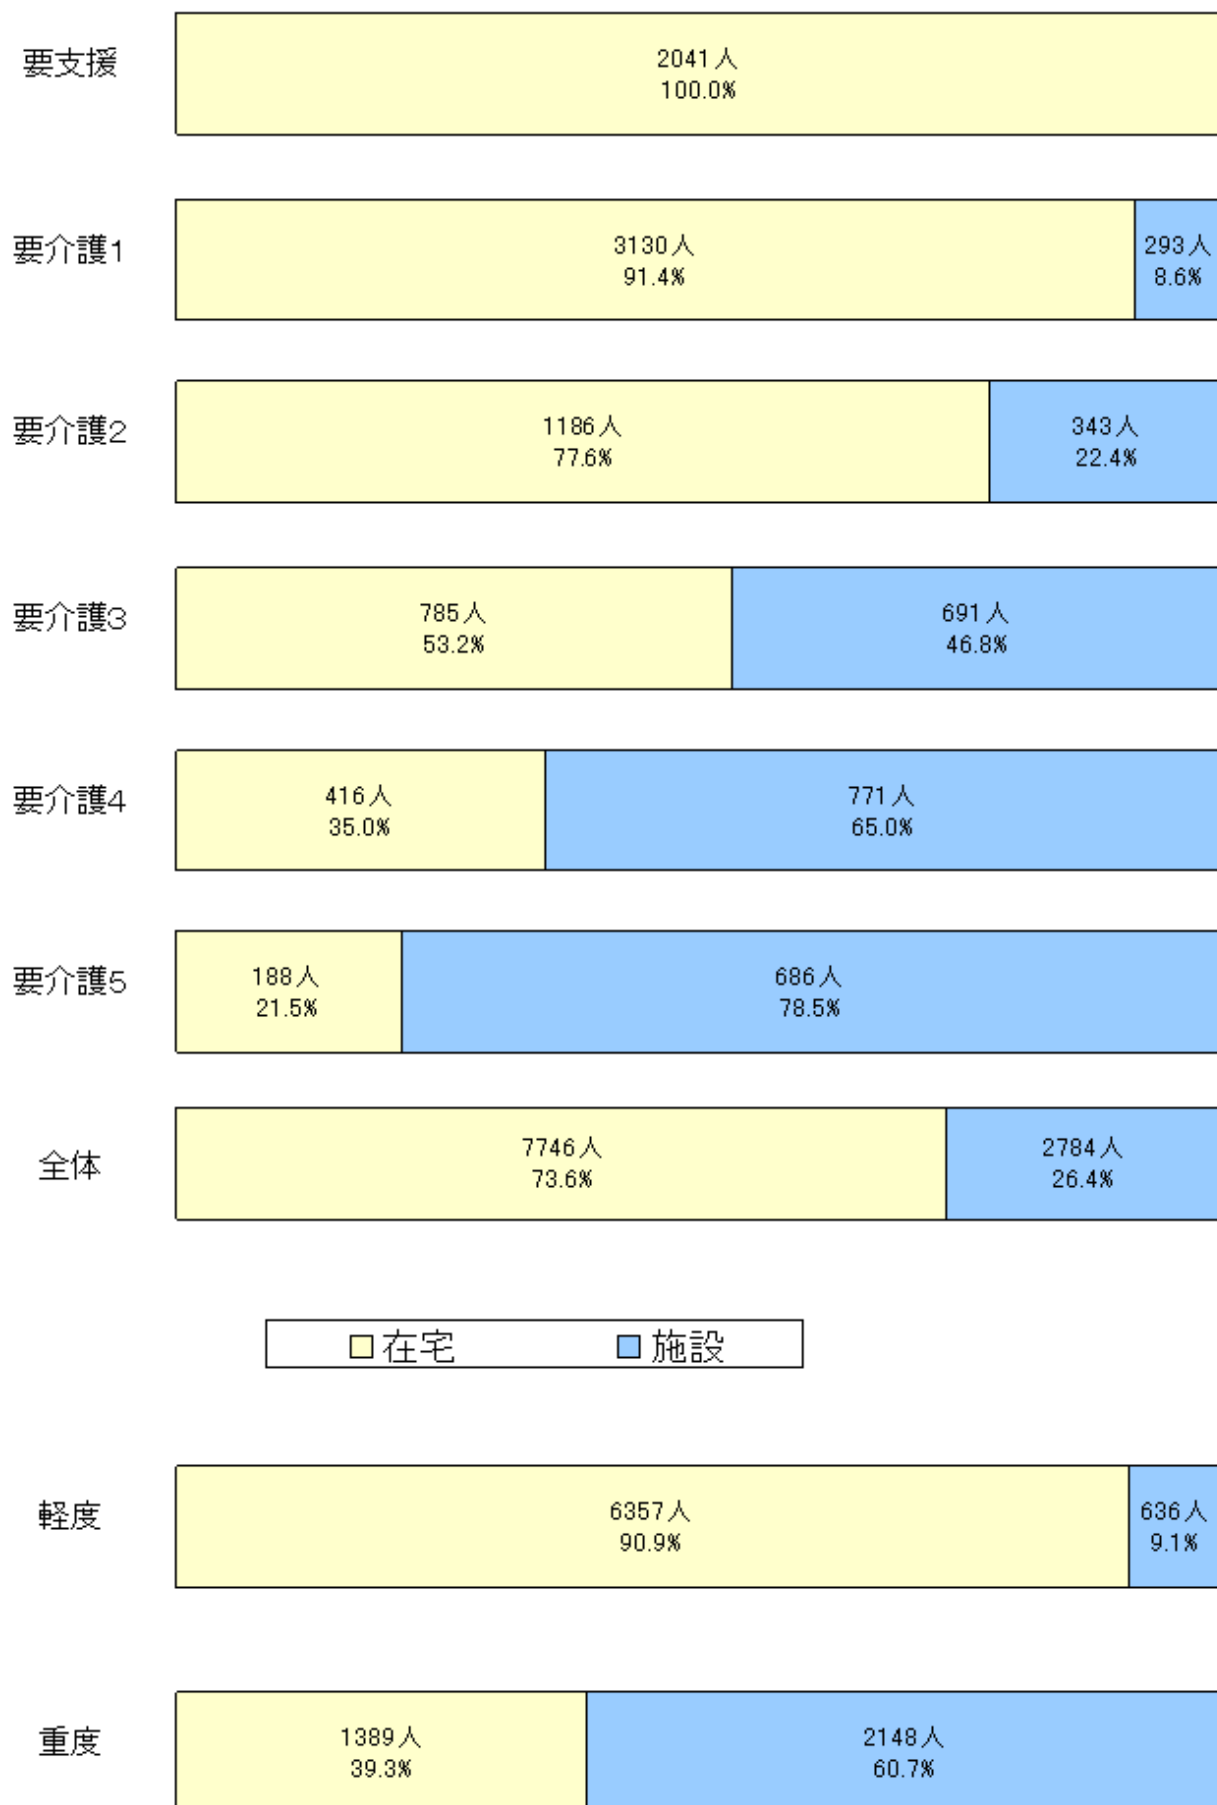 要支援
2041人
100.0%
要介護1
3130人
91.4%
293人
8.6%
要介護2
1186人
77.6%
343人
22.4%
要介護3
785人
53.2%
691人
46.8%
要介護4
416人
35.0%
771人
65.0%
要介護5
188人
21.5%
686人
78.5%
全体
7746人
73.6%
2784人
26.4%
在宅
施設
軽度
6357人
90.9%
636人
9.1%
重度
1389人
39.3%
2148人
60.7%